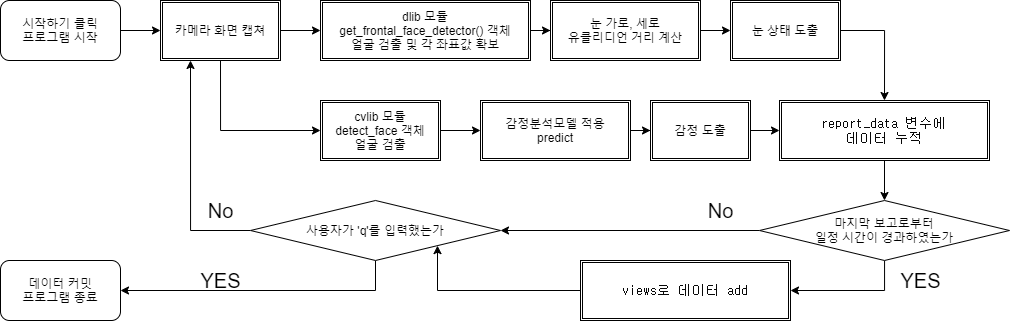 시작하기 클릭
프로그램 시작
카메라 화면 캡쳐
dlib 모듈
get_frontal_face_detector() 객체
얼굴 검출 및 각 좌표값 확보
눈 가로, 세로
유클리디언 거리 계산
눈 상태 도출
cvlib 모듈
detect_face 객체
얼굴 검출
감정분석모델 적용
predict
감정 도출
report_data 변수에
데이터 누적
No
사용자가 'q'를 입력했는가
No
마지막 보고로부터
일정 시간이 경과하였는가
데이터 커밋
프로그램 종료
YES
views로 데이터 add
YES